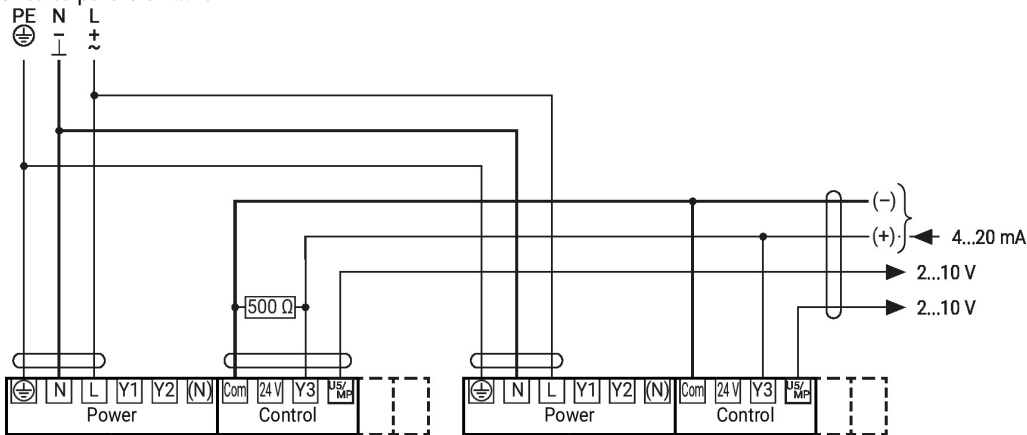 PE N L
- +
~
(–)
(+) 4...20 mA
2...10 V
500 Ω 2...10 V
N L Y1 Y2 (N) Com 24 V Y3 U5/MP N L Y1 Y2 (N) Com 24 V Y3 U5/MP
Power Control Power Control